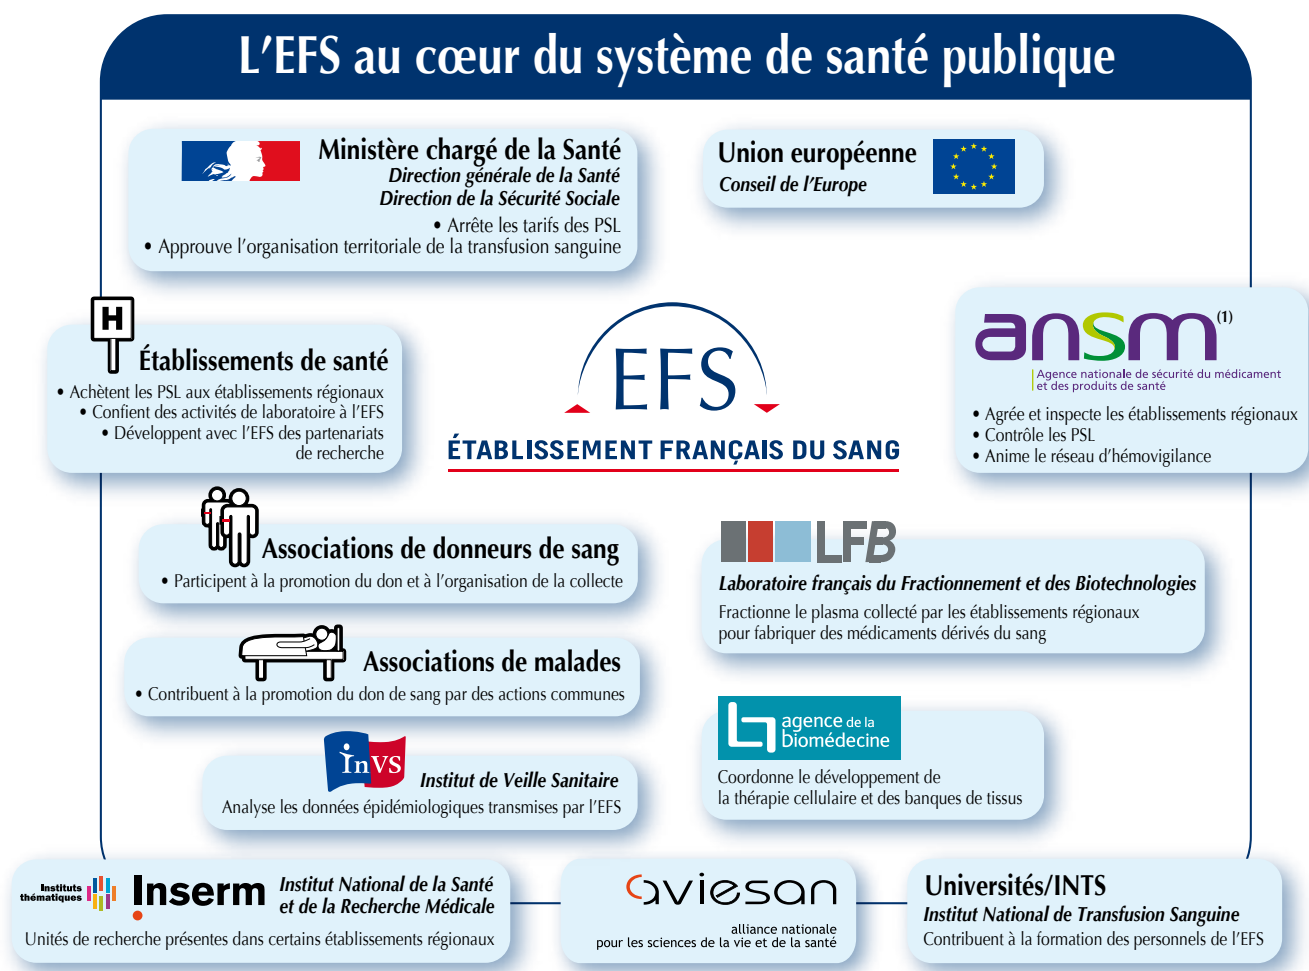 L'EFS au cœur du système de santé publique
Ministère chargé de la Santé
Direction générale de la Santé
Direction de la Sécurité Sociale
• Arrête les tarifs des PSL
• Approuve l'organisation territoriale de la transfusion sanguine
Union européenne
Conseil de l'Europe
H
Établissements de santé
• Achètent les PSL aux établissements régionaux
• Confient des activités de laboratoire à l'EFS
• Développent avec l'EFS des partenariats
de recherche
EFS
ÉTABLISSEMENT FRANÇAIS DU SANG
ansm (1)
Agence nationale de sécurité du médicament
et des produits de santé
• Agrée et inspecte les établissements régionaux
• Contrôle les PSL
• Anime le réseau d'hémovigilance
Associations de donneurs de sang
• Participent à la promotion du don et à l'organisation de la collecte
LFB
Laboratoire français du Fractionnement et des Biotechnologies
Fractionne le plasma collecté par les établissements régionaux
pour fabriquer des médicaments dérivés du sang
Associations de malades
• Contribuent à la promotion du don de sang par des actions communes
agence de la
biomédecine
Coordonne le développement de
la thérapie cellulaire et des banques de tissus
InVS
Institut de Veille Sanitaire
Analyse les données épidémiologiques transmises par l'EFS
Instituts
thématiques
Inserm
Institut National de la Santé
et de la Recherche Médicale
Unités de recherche présentes dans certains établissements régionaux
aviesan
alliance nationale
pour les sciences de la vie et de la santé
Universités/INTS
Institut National de Transfusion Sanguine
Contribuent à la formation des personnels de l'EFS